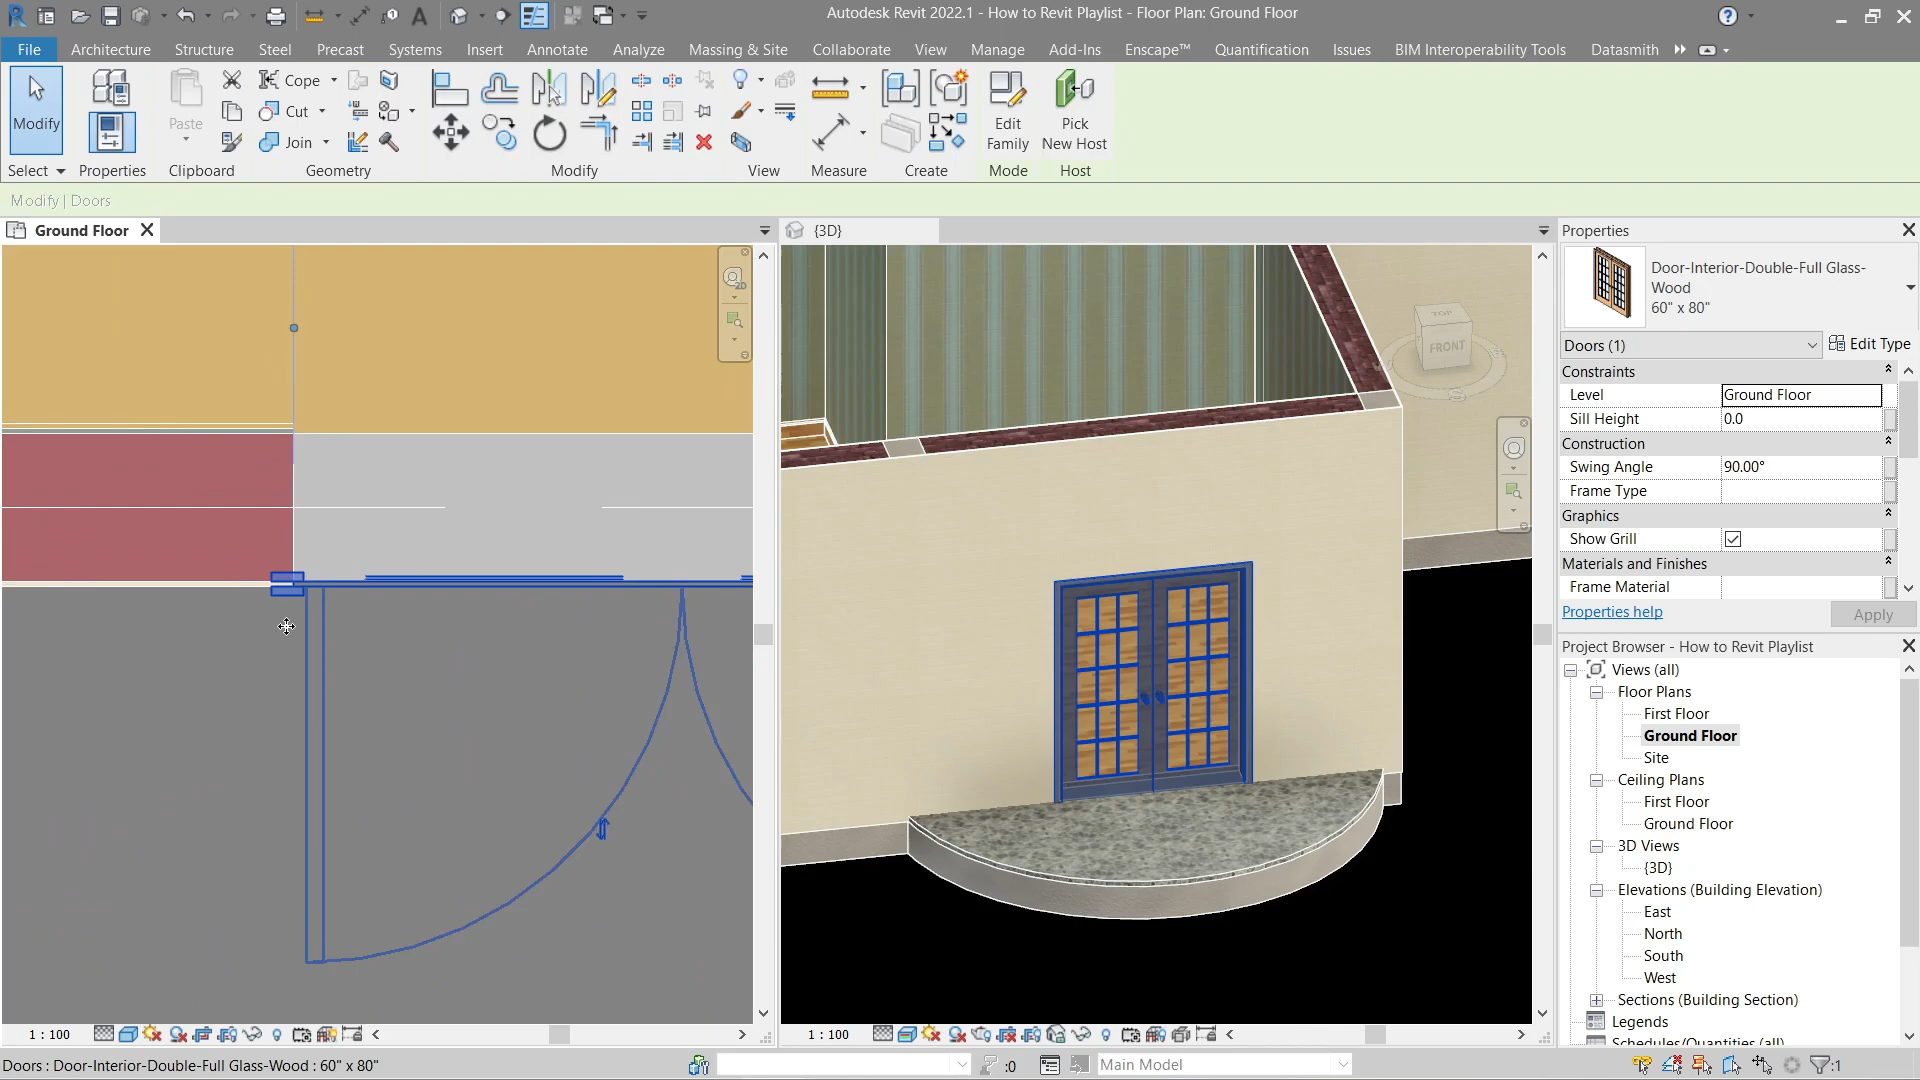 Autodesk Revit 2022.1 - How to Revit Playlist - Floor Plan: Ground Floor
File Architecture Structure Steel Precast Systems Insert Annotate Analyze Massing & Site Collaborate View Manage Add-Ins Enscape™ Quantification Issues BIM Interoperability Tools Datasmith
Modify
Paste
Cope
Cut
Join
Edit
Family
Pick
New Host
Select Properties Clipboard Geometry Modify View Measure Create Mode Host
Modify | Doors
Ground Floor
{3D}
2D
TOP
FRONT
Properties
Door-Interior-Double-Full Glass-
Wood
60" x 80"
Doors (1)
Edit Type
Constraints
Level Ground Floor
Sill Height 0.0
Construction
Swing Angle 90.00°
Frame Type
Graphics
Show Grill
Materials and Finishes
Frame Material
Properties help
Apply
Project Browser - How to Revit Playlist
Views (all)
Floor Plans
First Floor
Ground Floor
Site
Ceiling Plans
First Floor
Ground Floor
3D Views
{3D}
Elevations (Building Elevation)
East
North
South
West
Sections (Building Section)
Legends
Schedules/Quantities (all)
1 : 100
1 : 100
Doors : Door-Interior-Double-Full Glass-Wood : 60" x 80"
:0
Main Model
:1